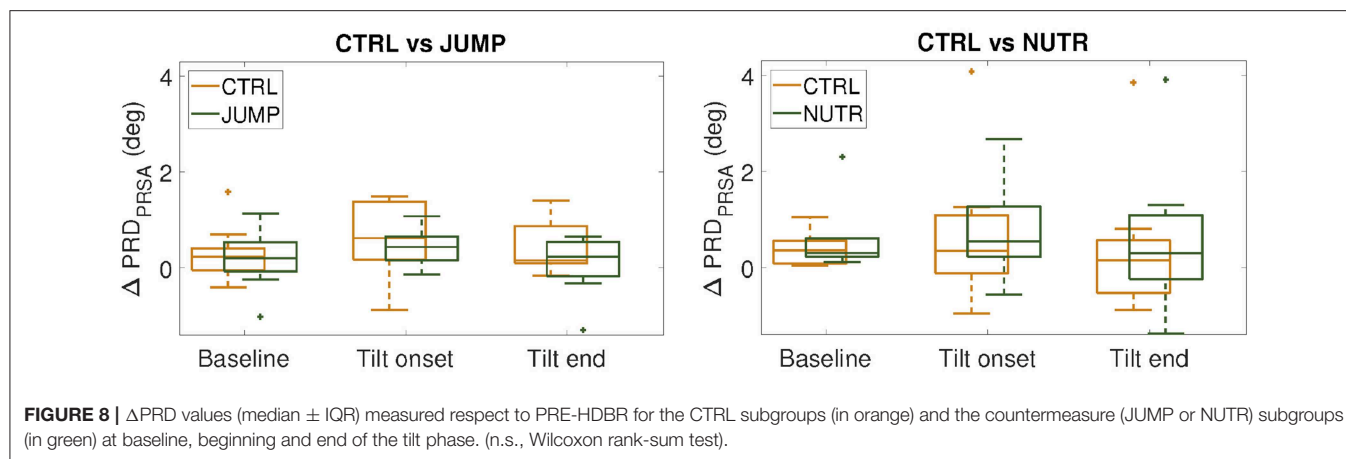 CTRL vs JUMP
4
2
0
Δ PRD_PRSA (deg)
CTRL
JUMP
Baseline Tilt onset Tilt end
CTRL vs NUTR
4
2
0
Δ PRD_PRSA (deg)
CTRL
NUTR
Baseline Tilt onset Tilt end
FIGURE 8 | ΔPRD values (median ± IQR) measured respect to PRE-HDBR for the CTRL subgroups (in orange) and the countermeasure (JUMP or NUTR) subgroups
(in green) at baseline, beginning and end of the tilt phase. (n.s., Wilcoxon rank-sum test).